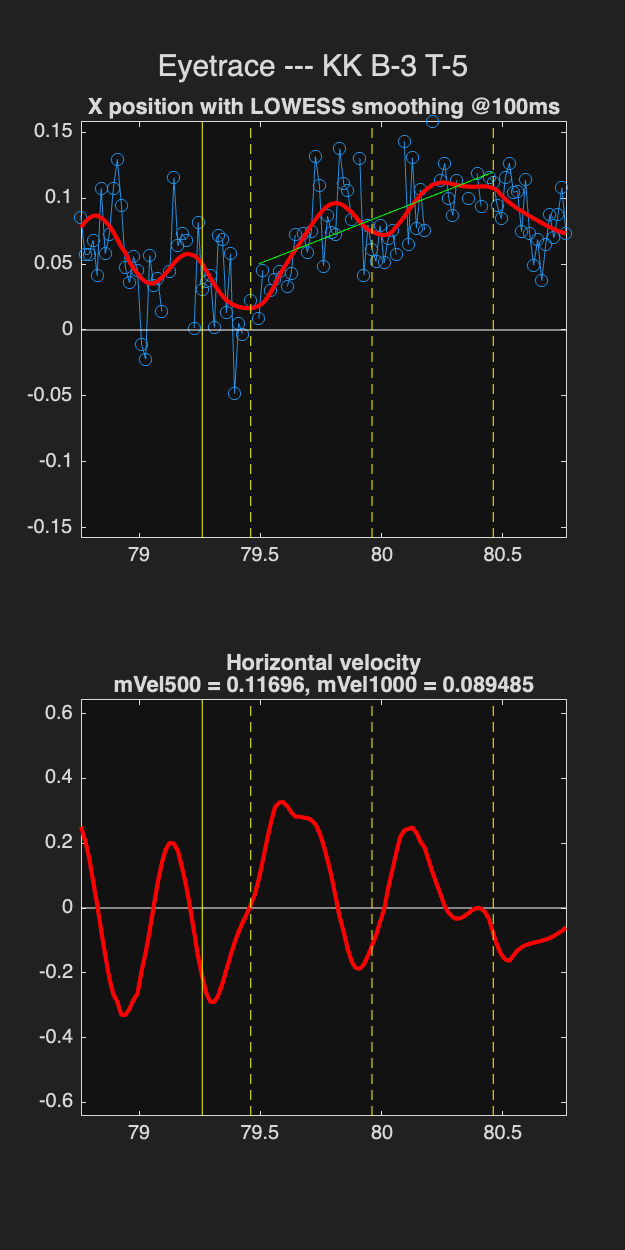 Eyetrace --- KK B-3 T-5
X position with LOWESS smoothing @100ms
0.15
0.1
0.05
0
-0.05
-0.1
-0.15
79 79.5 80 80.5
Horizontal velocity
mVel500 = 0.11696, mVel1000 = 0.089485
0.6
0.4
0.2
0
-0.2
-0.4
-0.6
79 79.5 80 80.5